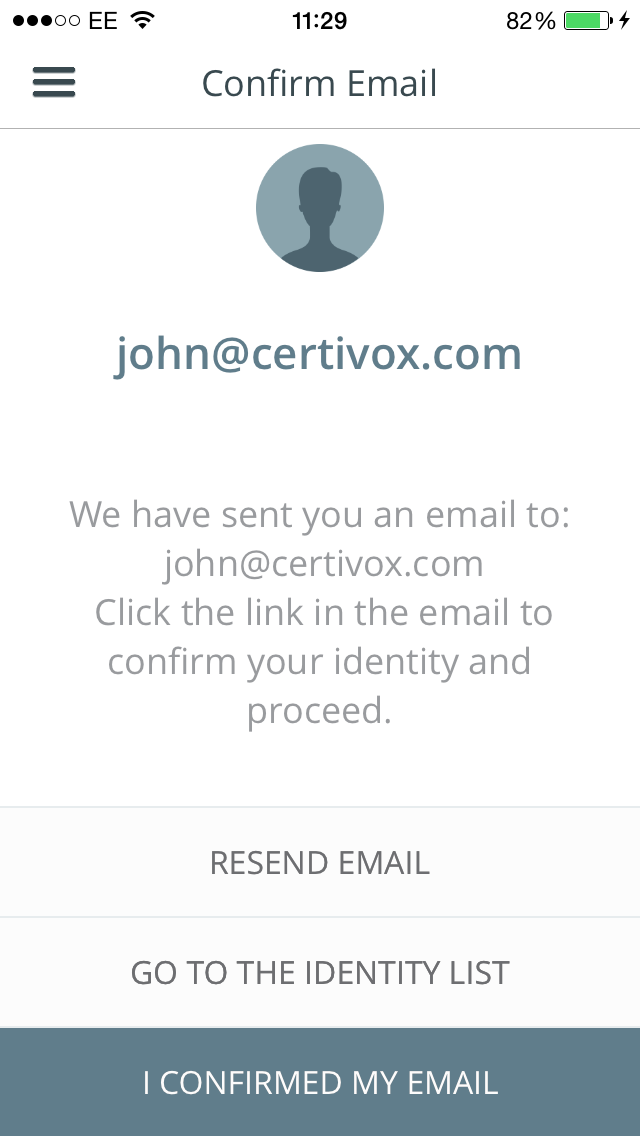 EE 11:29 82%
Confirm Email
john@certivox.com
We have sent you an email to:
john@certivox.com
Click the link in the email to
confirm your identity and
proceed.
RESEND EMAIL
GO TO THE IDENTITY LIST
I CONFIRMED MY EMAIL